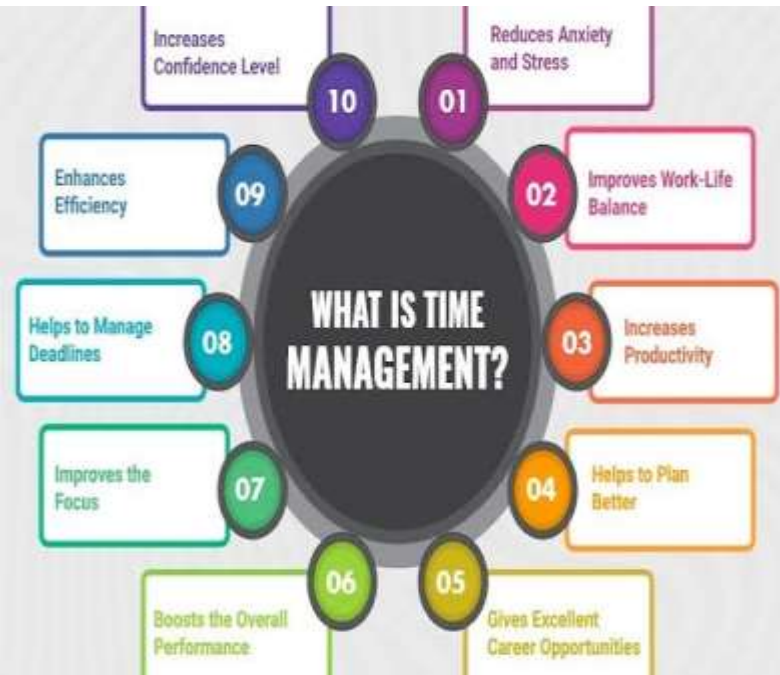 WHAT IS TIME
MANAGEMENT?
01
Reduces Anxiety
and Stress
02
Improves Work-Life
Balance
03
Increases
Productivity
04
Helps to Plan
Better
05
Gives Excellent
Career Opportunities
06
Boosts the Overall
Performance
07
Improves the
Focus
08
Helps to Manage
Deadlines
09
Enhances
Efficiency
10
Increases
Confidence Level